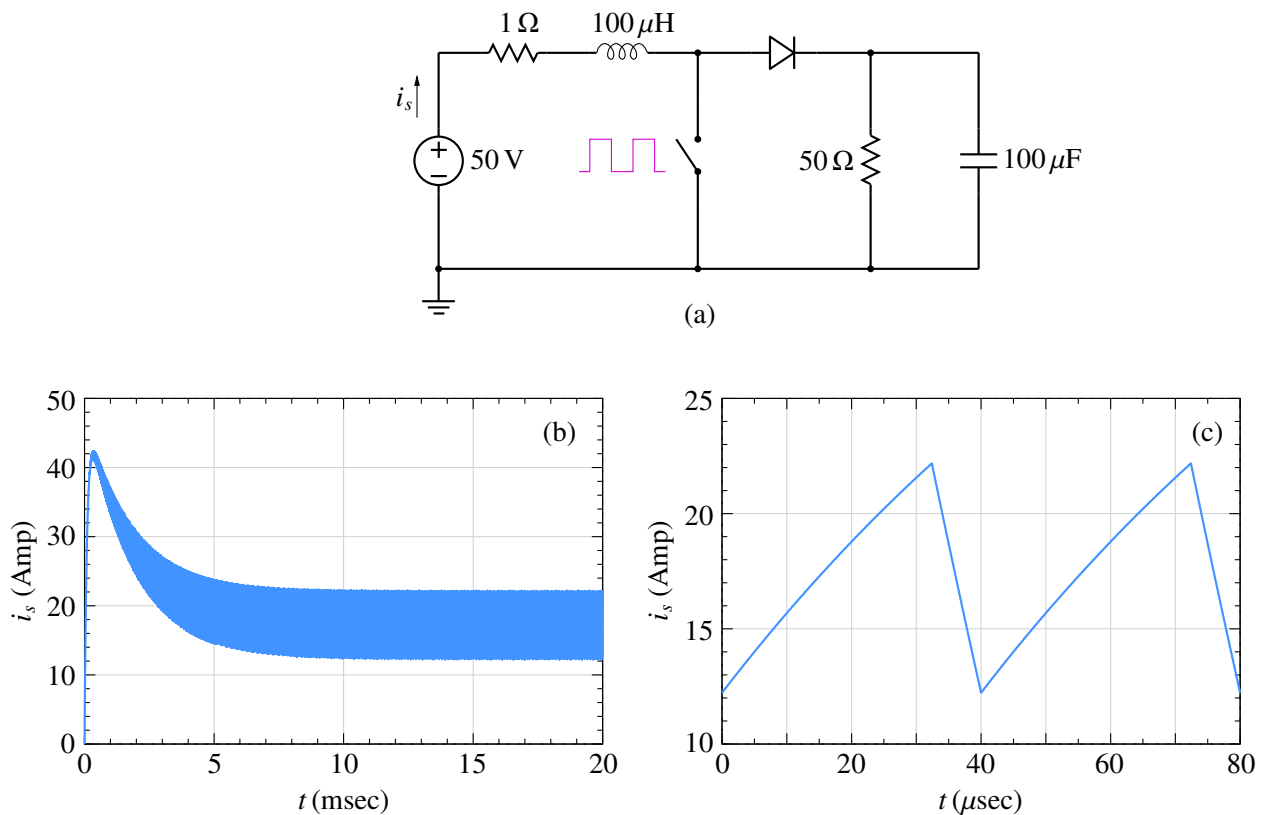 1 Ω
100 μH
i_s
50 V
+
−
50 Ω
100 μF
(a)
50
40
30
20
10
0
i_s (Amp)
(b)
0 5 10 15 20
t (msec)
25
20
15
10
i_s (Amp)
(c)
0 20 40 60 80
t (μsec)